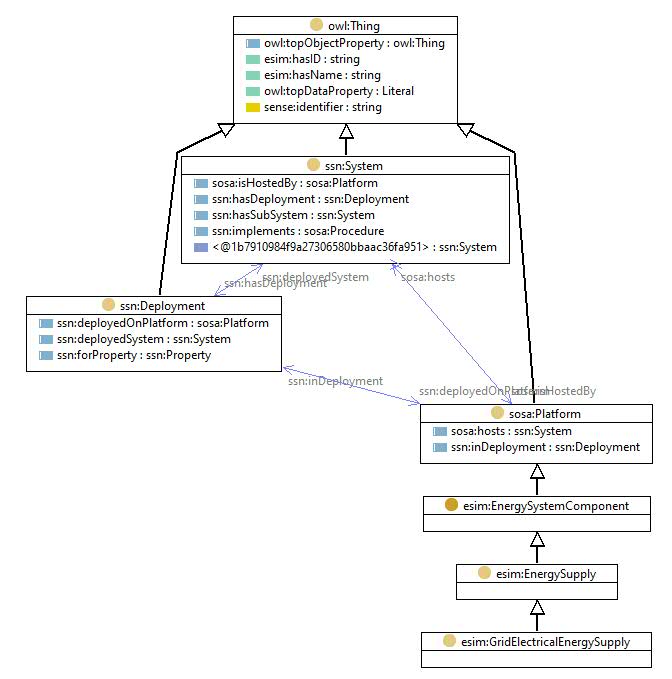 owl:Thing
owl:topObjectProperty : owl:Thing
esim:hasID : string
esim:hasName : string
owl:topDataProperty : Literal
sense:identifier : string
ssn:System
sosa:isHostedBy : sosa:Platform
ssn:hasDeployment : ssn:Deployment
ssn:hasSubSystem : ssn:System
ssn:implements : sosa:Procedure
<@1b7910984f9a27306580bbaac36fa951> : ssn:System
ssn:deployedSystem
sosa:hosts
ssn:hasDeployment
ssn:Deployment
ssn:deployedOnPlatform : sosa:Platform
ssn:deployedSystem : ssn:System
ssn:forProperty : ssn:Property
ssn:inDeployment
ssn:deployedOnPlatform
sosa:isHostedBy
sosa:Platform
sosa:hosts : ssn:System
ssn:inDeployment : ssn:Deployment
esim:EnergySystemComponent
esim:EnergySupply
esim:GridElectricalEnergySupply